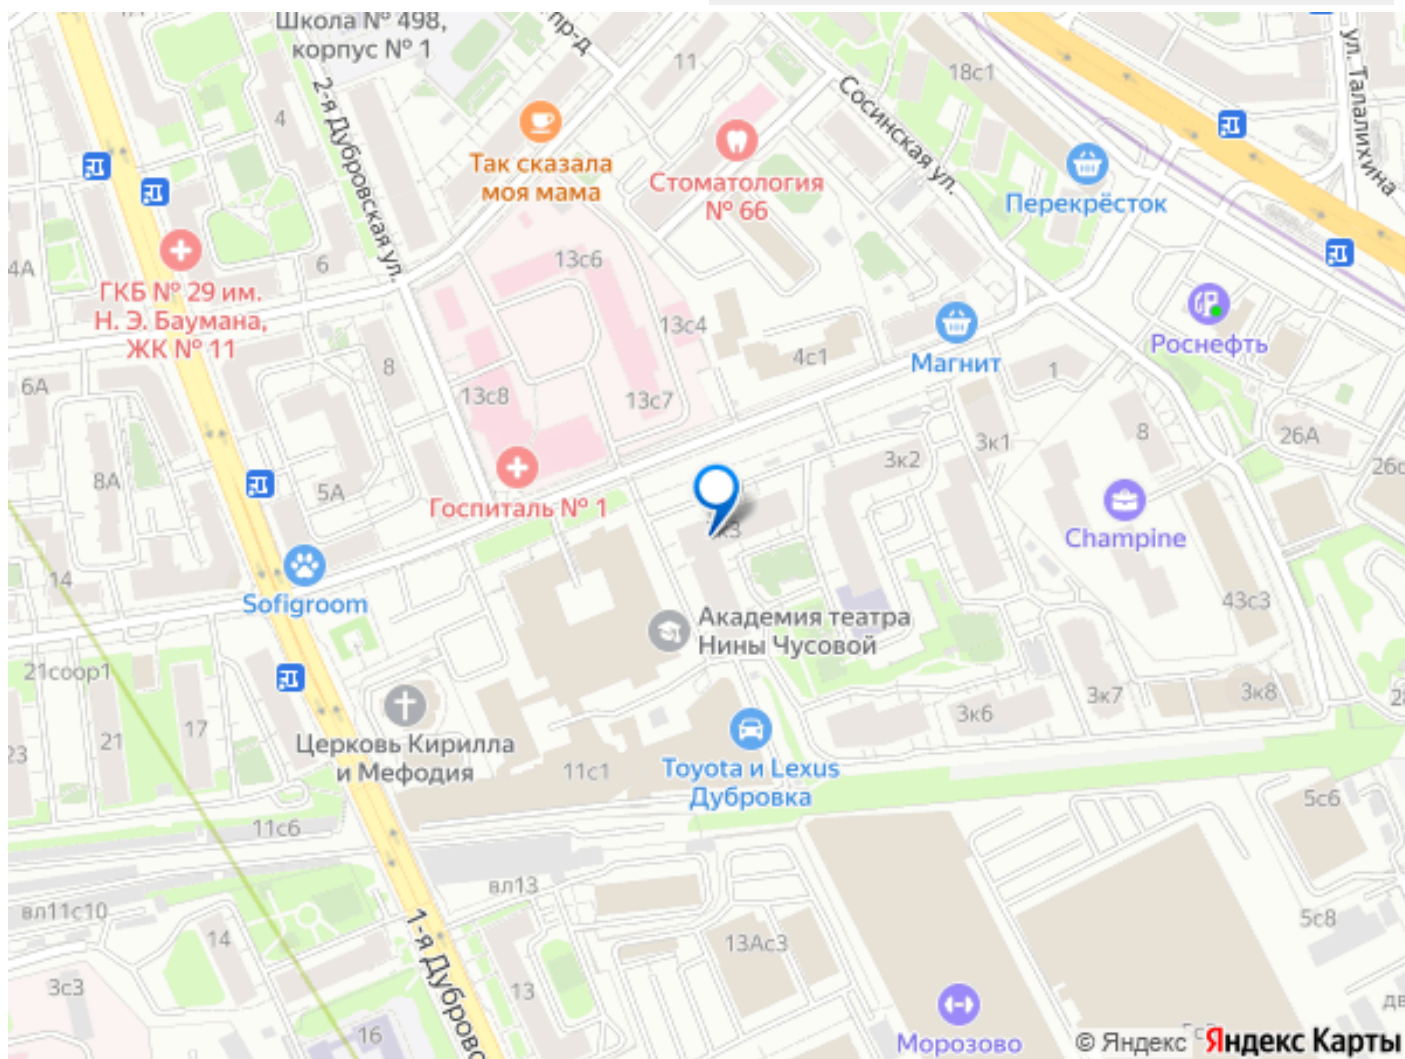 Школа № 498,
корпус № 1
пр-д
11
18с1
ул. Талалихина
2-я Дубровская ул.
4
Так сказала
моя мама
Стоматология
№ 66
Сосинская ул.
Перекрёсток
4А
6
ГКБ № 29 им.
Н. Э. Баумана,
ЖК № 11
13с6
13с4
4с1
Магнит
Роснефть
6А
8
13с8
13с7
1
3к1
3к2
8
26А
8А
5А
Госпиталь № 1
Champine
14
Sofigroom
Академия театра
Нины Чусовой
43с3
21соор1
17
21
Церковь Кирилла
и Мефодия
11с1
Toyota и Lexus
Дубровка
3к6
3к7
3к8
23
11с6
5с6
вл13
вл11с10
14
13Ас3
5с8
3с3
13
16
Морозово
© Яндекс Яндекс Карты